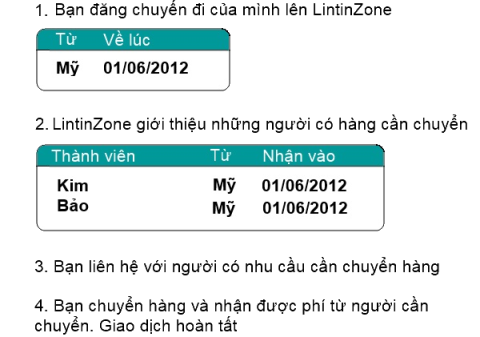 1. Bạn đăng chuyến đi của mình lên LintinZone
Từ Về lúc
Mỹ 01/06/2012
2. LintinZone giới thiệu những người có hàng cần chuyển
Thành viên Từ Nhận vào
Kim Mỹ 01/06/2012
Bảo Mỹ 01/06/2012
3. Bạn liên hệ với người có nhu cầu cần chuyển hàng
4. Bạn chuyển hàng và nhận được phí từ người cần
chuyển. Giao dịch hoàn tất